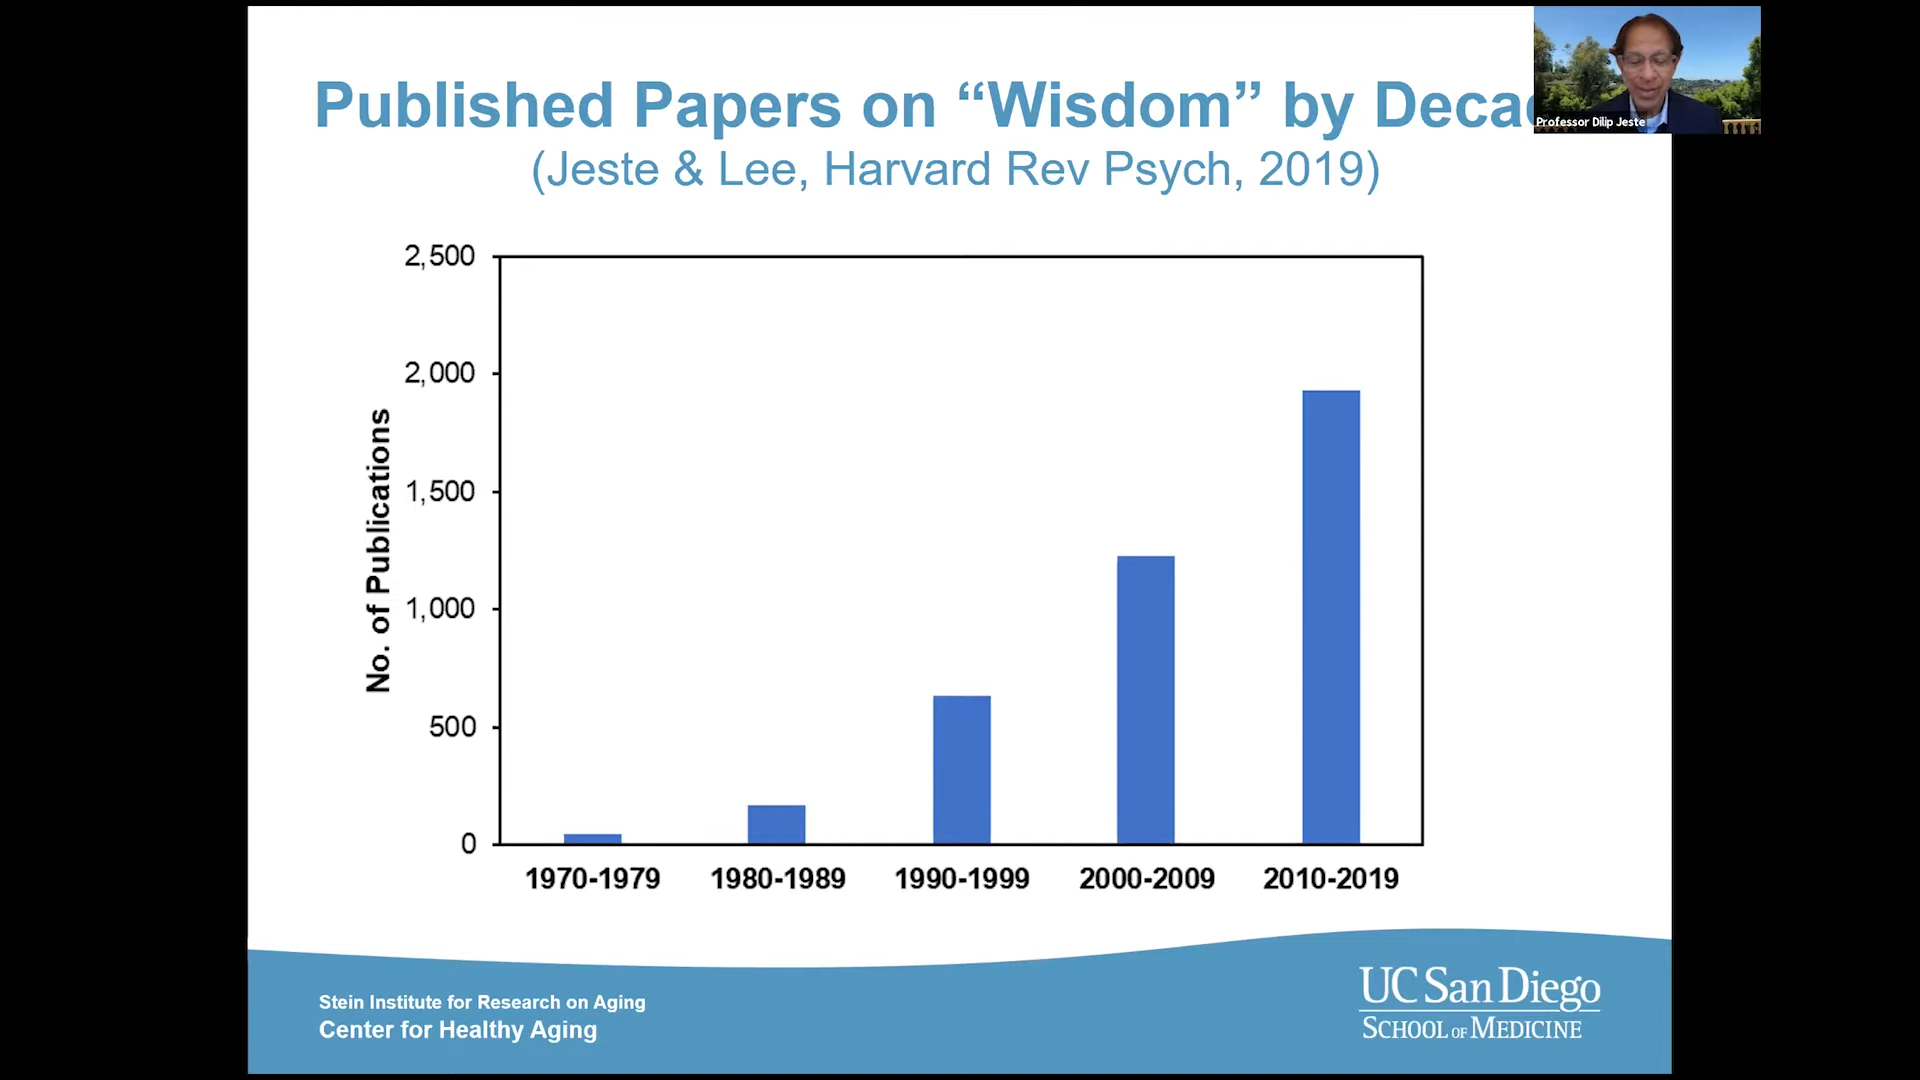 Published Papers on “Wisdom” by
Professor Dilip Jeste
(Jeste & Lee, Harvard Rev Psych, 2019)
No. of Publications
2,500
2,000
1,500
1,000
500
0
1970-1979 1980-1989 1990-1999 2000-2009 2010-2019
Stein Institute for Research on Aging
Center for Healthy Aging
UC San Diego
SCHOOL OF MEDICINE